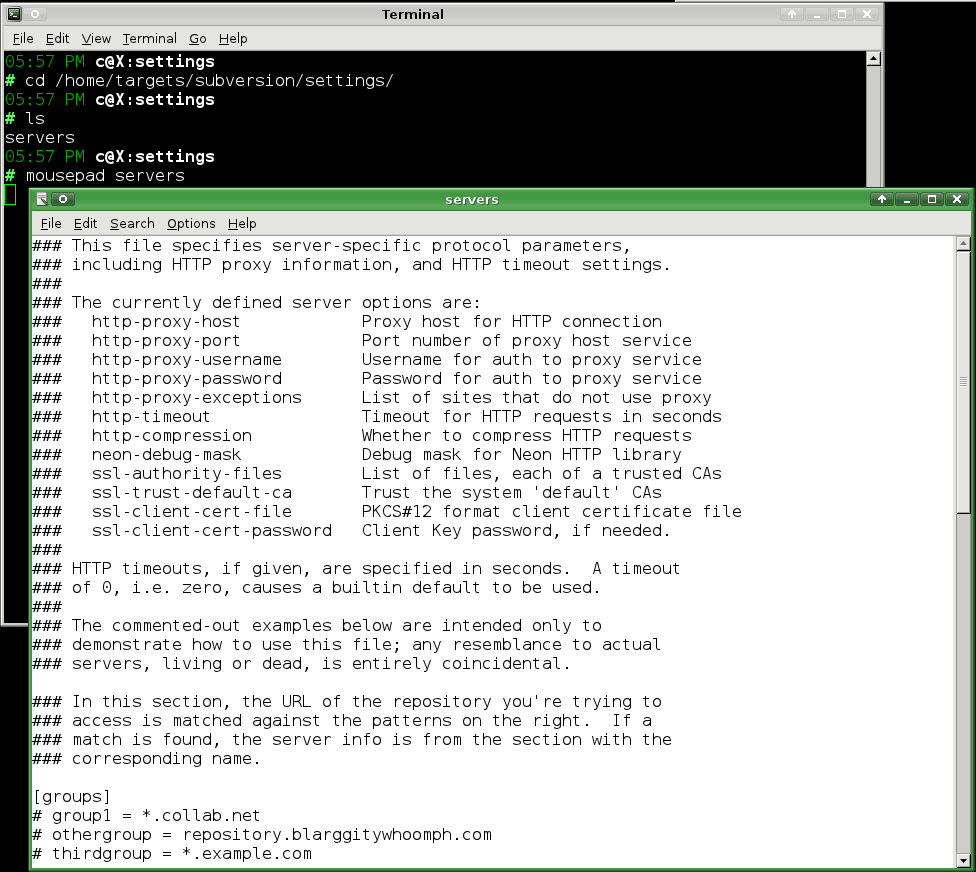 Terminal
File Edit View Terminal Go Help
05:57 PM c@X:settings
# cd /home/targets/subversion/settings/
05:57 PM c@X:settings
# ls
servers
05:57 PM c@X:settings
# mousepad servers
servers
File Edit Search Options Help
### This file specifies server-specific protocol parameters,
### including HTTP proxy information, and HTTP timeout settings.
###
### The currently defined server options are:
###   http-proxy-host            Proxy host for HTTP connection
###   http-proxy-port            Port number of proxy host service
###   http-proxy-username        Username for auth to proxy service
###   http-proxy-password        Password for auth to proxy service
###   http-proxy-exceptions      List of sites that do not use proxy
###   http-timeout               Timeout for HTTP requests in seconds
###   http-compression           Whether to compress HTTP requests
###   neon-debug-mask            Debug mask for Neon HTTP library
###   ssl-authority-files        List of files, each of a trusted CAs
###   ssl-trust-default-ca       Trust the system 'default' CAs
###   ssl-client-cert-file       PKCS#12 format client certificate file
###   ssl-client-cert-password   Client Key password, if needed.
###
### HTTP timeouts, if given, are specified in seconds.  A timeout
### of 0, i.e. zero, causes a builtin default to be used.
###
### The commented-out examples below are intended only to
### demonstrate how to use this file; any resemblance to actual
### servers, living or dead, is entirely coincidental.
### In this section, the URL of the repository you're trying to
### access is matched against the patterns on the right.  If a
### match is found, the server info is from the section with the
### corresponding name.
[groups]
# group1 = *.collab.net
# othergroup = repository.blarggitywhoomph.com
# thirdgroup = *.example.com